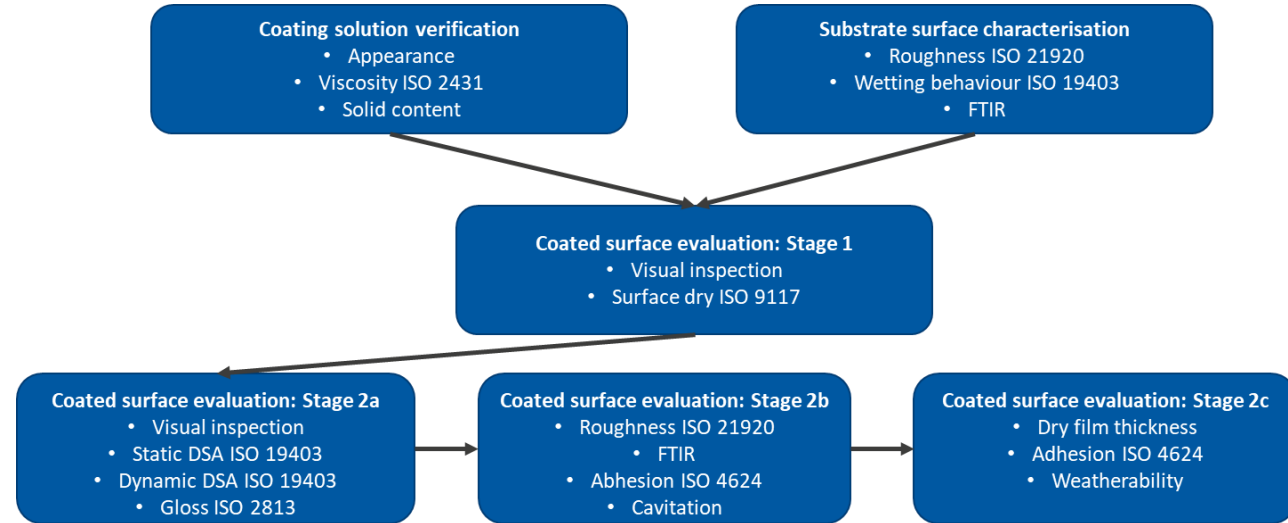 Coating solution verification
• Appearance
• Viscosity ISO 2431
• Solid content
Substrate surface characterisation
• Roughness ISO 21920
• Wetting behaviour ISO 19403
• FTIR
Coated surface evaluation: Stage 1
• Visual inspection
• Surface dry ISO 9117
Coated surface evaluation: Stage 2a
• Visual inspection
• Static DSA ISO 19403
• Dynamic DSA ISO 19403
• Gloss ISO 2813
Coated surface evaluation: Stage 2b
• Roughness ISO 21920
• FTIR
• Abhesion ISO 4624
• Cavitation
Coated surface evaluation: Stage 2c
• Dry film thickness
• Adhesion ISO 4624
• Weatherability